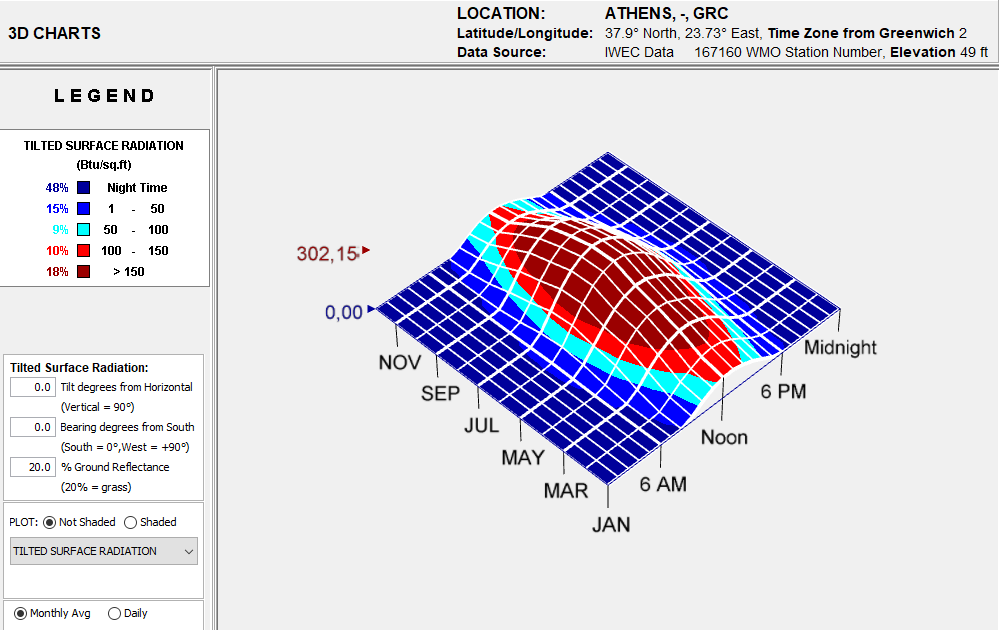 3D CHARTS
LOCATION: ATHENS, -, GRC
Latitude/Longitude: 37.9° North, 23.73° East, Time Zone from Greenwich 2
Data Source: IWEC Data 167160 WMO Station Number, Elevation 49 ft
LEGEND
TILTED SURFACE RADIATION
(Btu/sq.ft)
48% Night Time
15% 1 - 50
9% 50 - 100
10% 100 - 150
18% > 150
Tilted Surface Radiation:
0.0 Tilt degrees from Horizontal
(Vertical = 90°)
0.0 Bearing degrees from South
(South = 0°,West = +90°)
20.0 % Ground Reflectance
(20% = grass)
PLOT: Not Shaded Shaded
TILTED SURFACE RADIATION
Monthly Avg Daily
302,15
0,00
NOV
SEP
JUL
MAY
MAR
JAN
6 AM
Noon
6 PM
Midnight